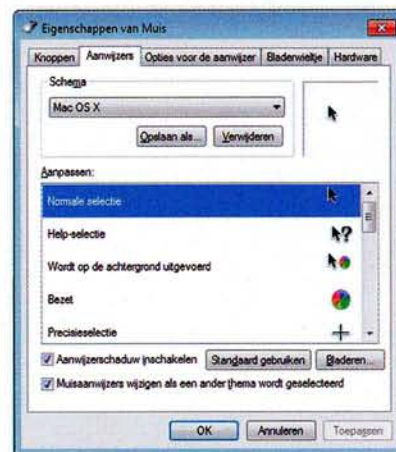 Eigenschappen van Muis
Knoppen Aanwijzers Opties voor de aanwijzer Bladerwieltje Hardware
Schema
Mac OS X
Opslaan als... Verwijderen
Aanpassen:
Normale selectie
Help-selectie
Wordt op de achtergrond uitgevoerd
Bezet
Precisieselectie
Aanwijzerschaduw inschakelen Standaard gebruiken Bladeren...
Muisaanwijzers wijzigen als een ander thema wordt geselecteerd
OK Annuleren Toepassen